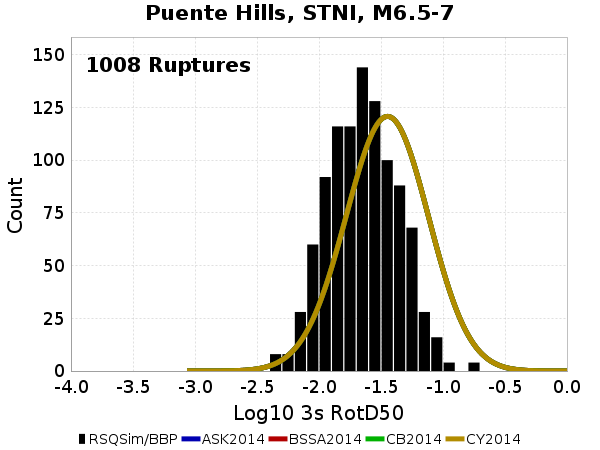 Puente Hills, STNI, M6.5-7
1008 Ruptures
Count
150
125
100
75
50
25
0
-4.0 -3.5 -3.0 -2.5 -2.0 -1.5 -1.0 -0.5 0.0
Log10 3s RotD50
RSQSim/BBP ASK2014 BSSA2014 CB2014 CY2014